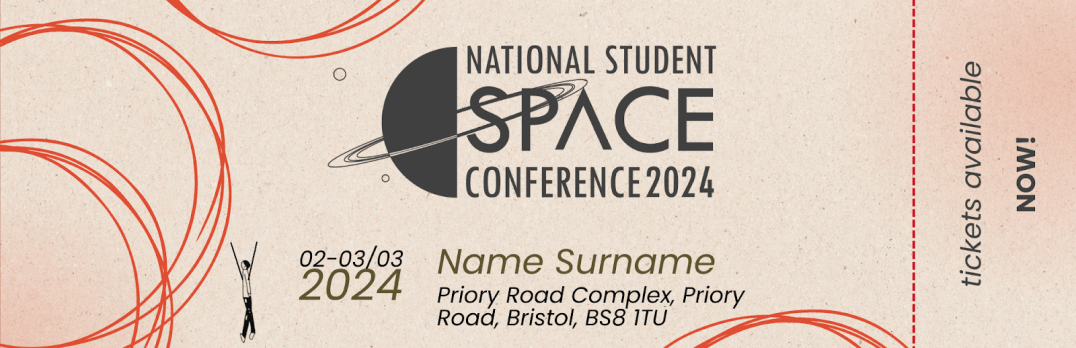 NATIONAL STUDENT
SPACE
CONFERENCE 2024
02-03/03
2024
Name Surname
Priory Road Complex, Priory
Road, Bristol, BS8 1TU
tickets available
NOW!